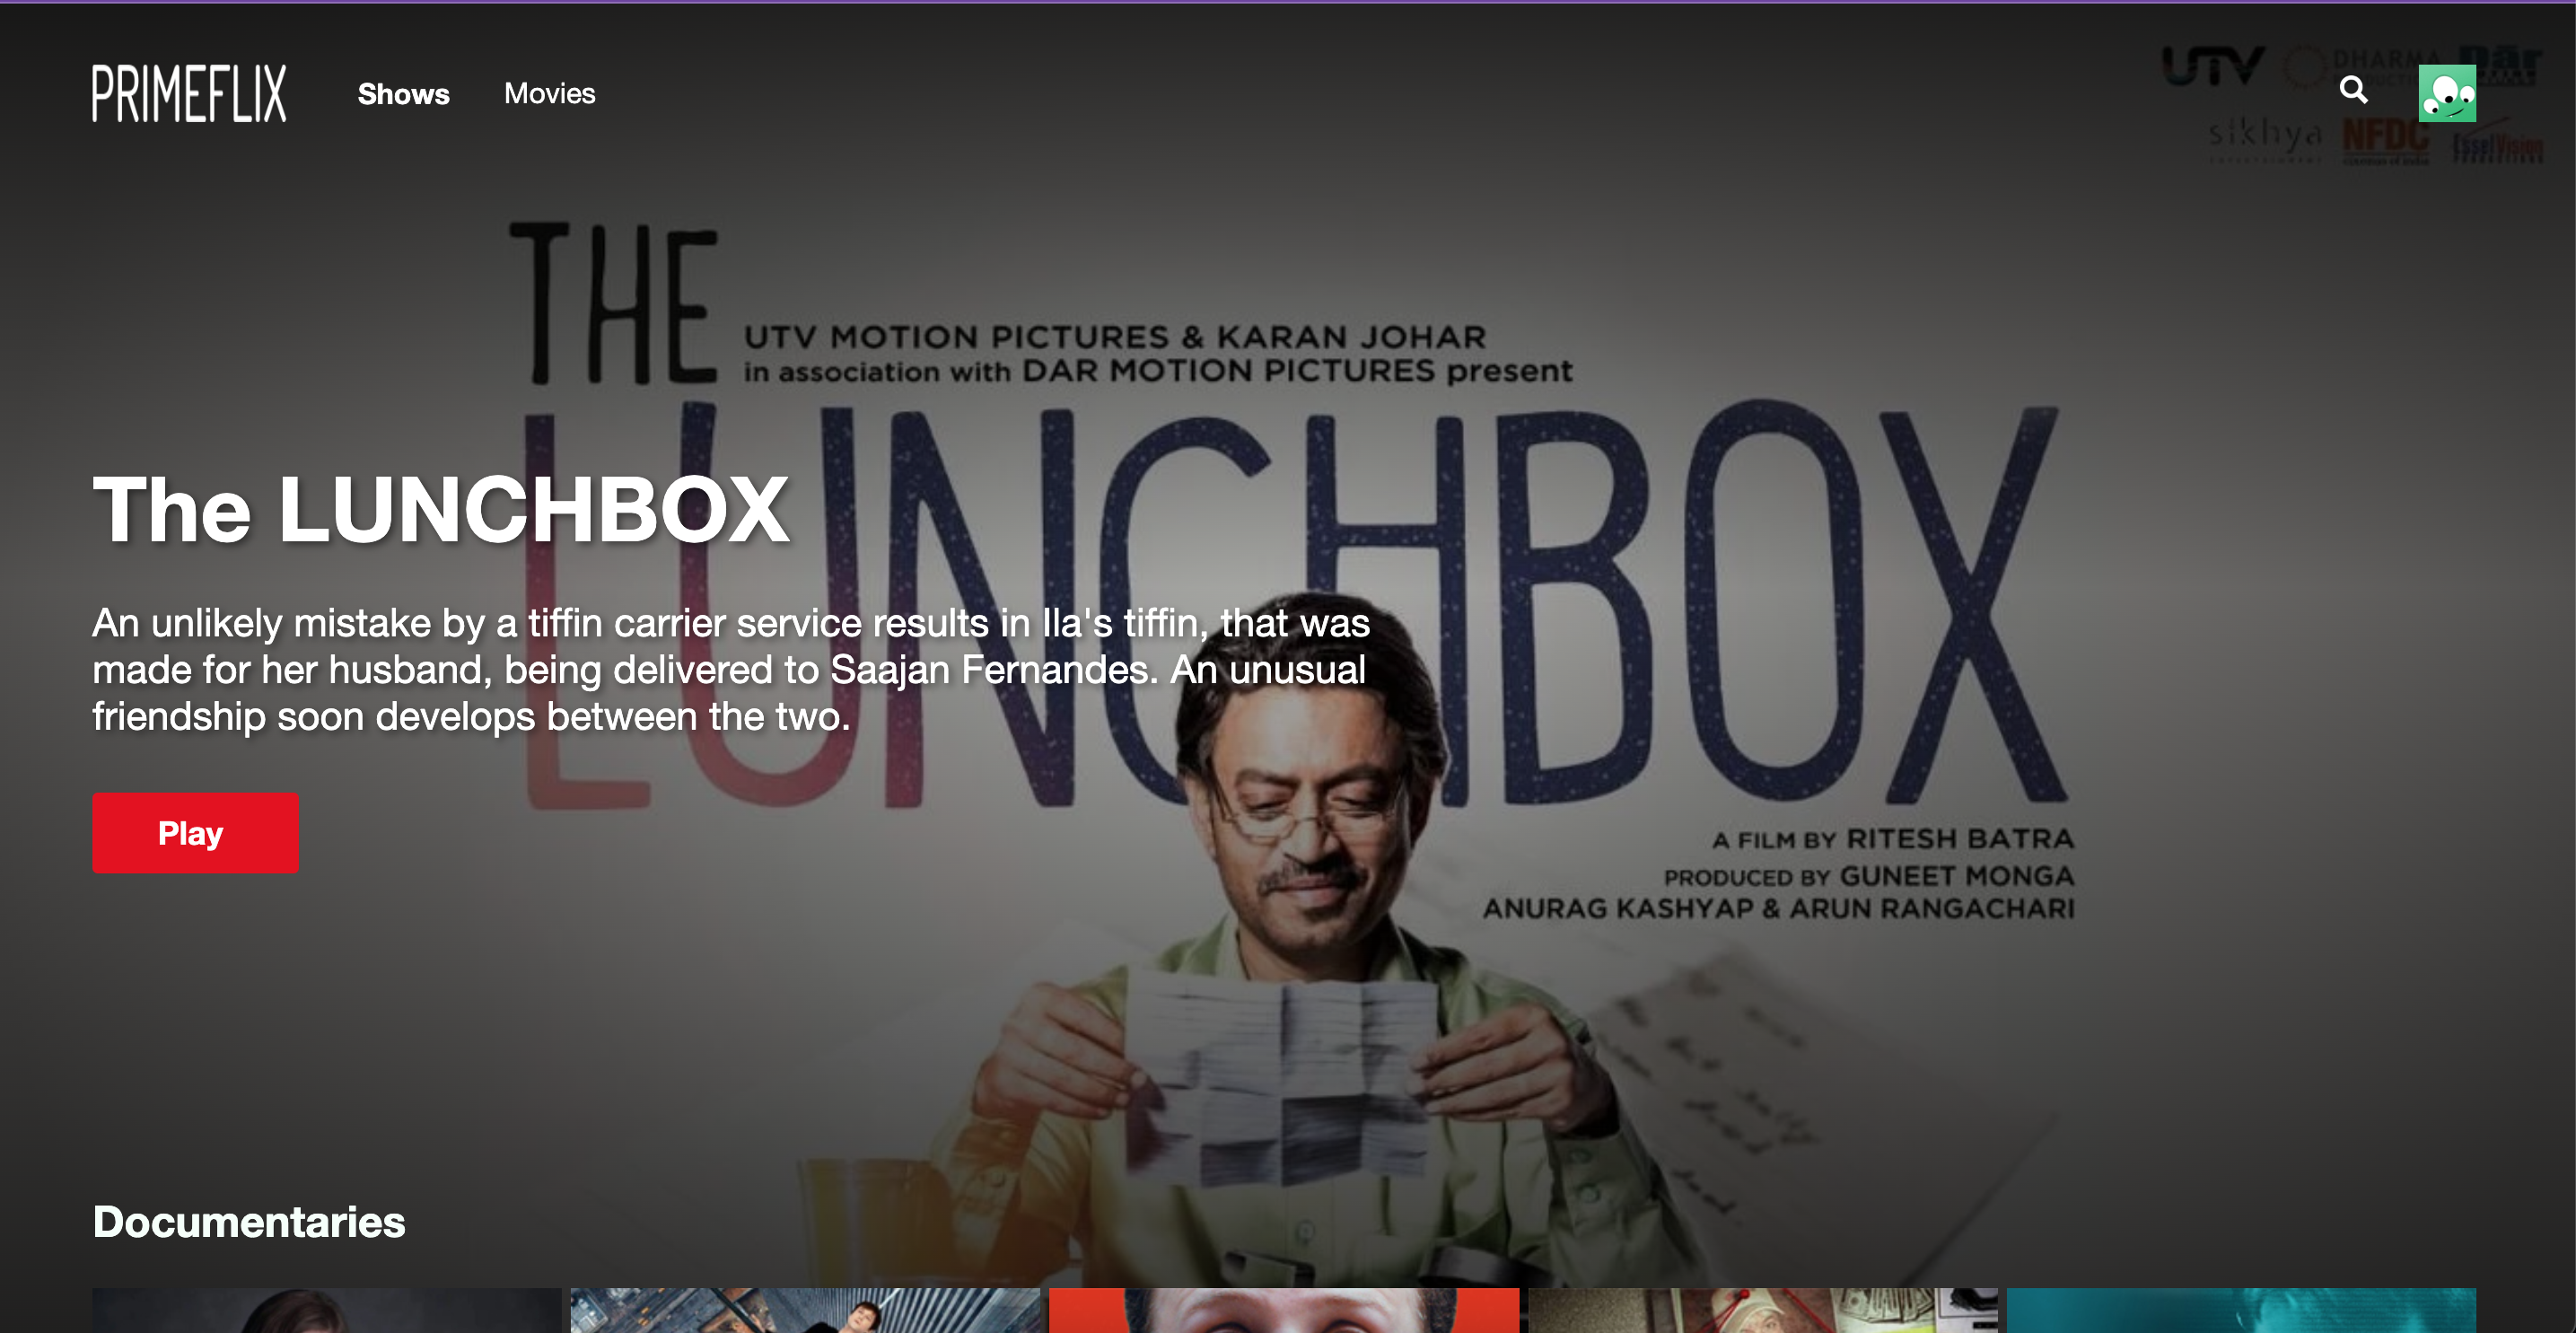 PRIMEFLIX
Shows
Movies
UTV DHARMA Dar
sikhya NFDC EsselVision
THE
UTV MOTION PICTURES & KARAN JOHAR
in association with DAR MOTION PICTURES present
LUNCHBOX
The LUNCHBOX
An unlikely mistake by a tiffin carrier service results in Ila's tiffin, that was
made for her husband, being delivered to Saajan Fernandes. An unusual
friendship soon develops between the two.
Play
A FILM BY RITESH BATRA
PRODUCED BY GUNEET MONGA
ANURAG KASHYAP & ARUN RANGACHARI
Documentaries